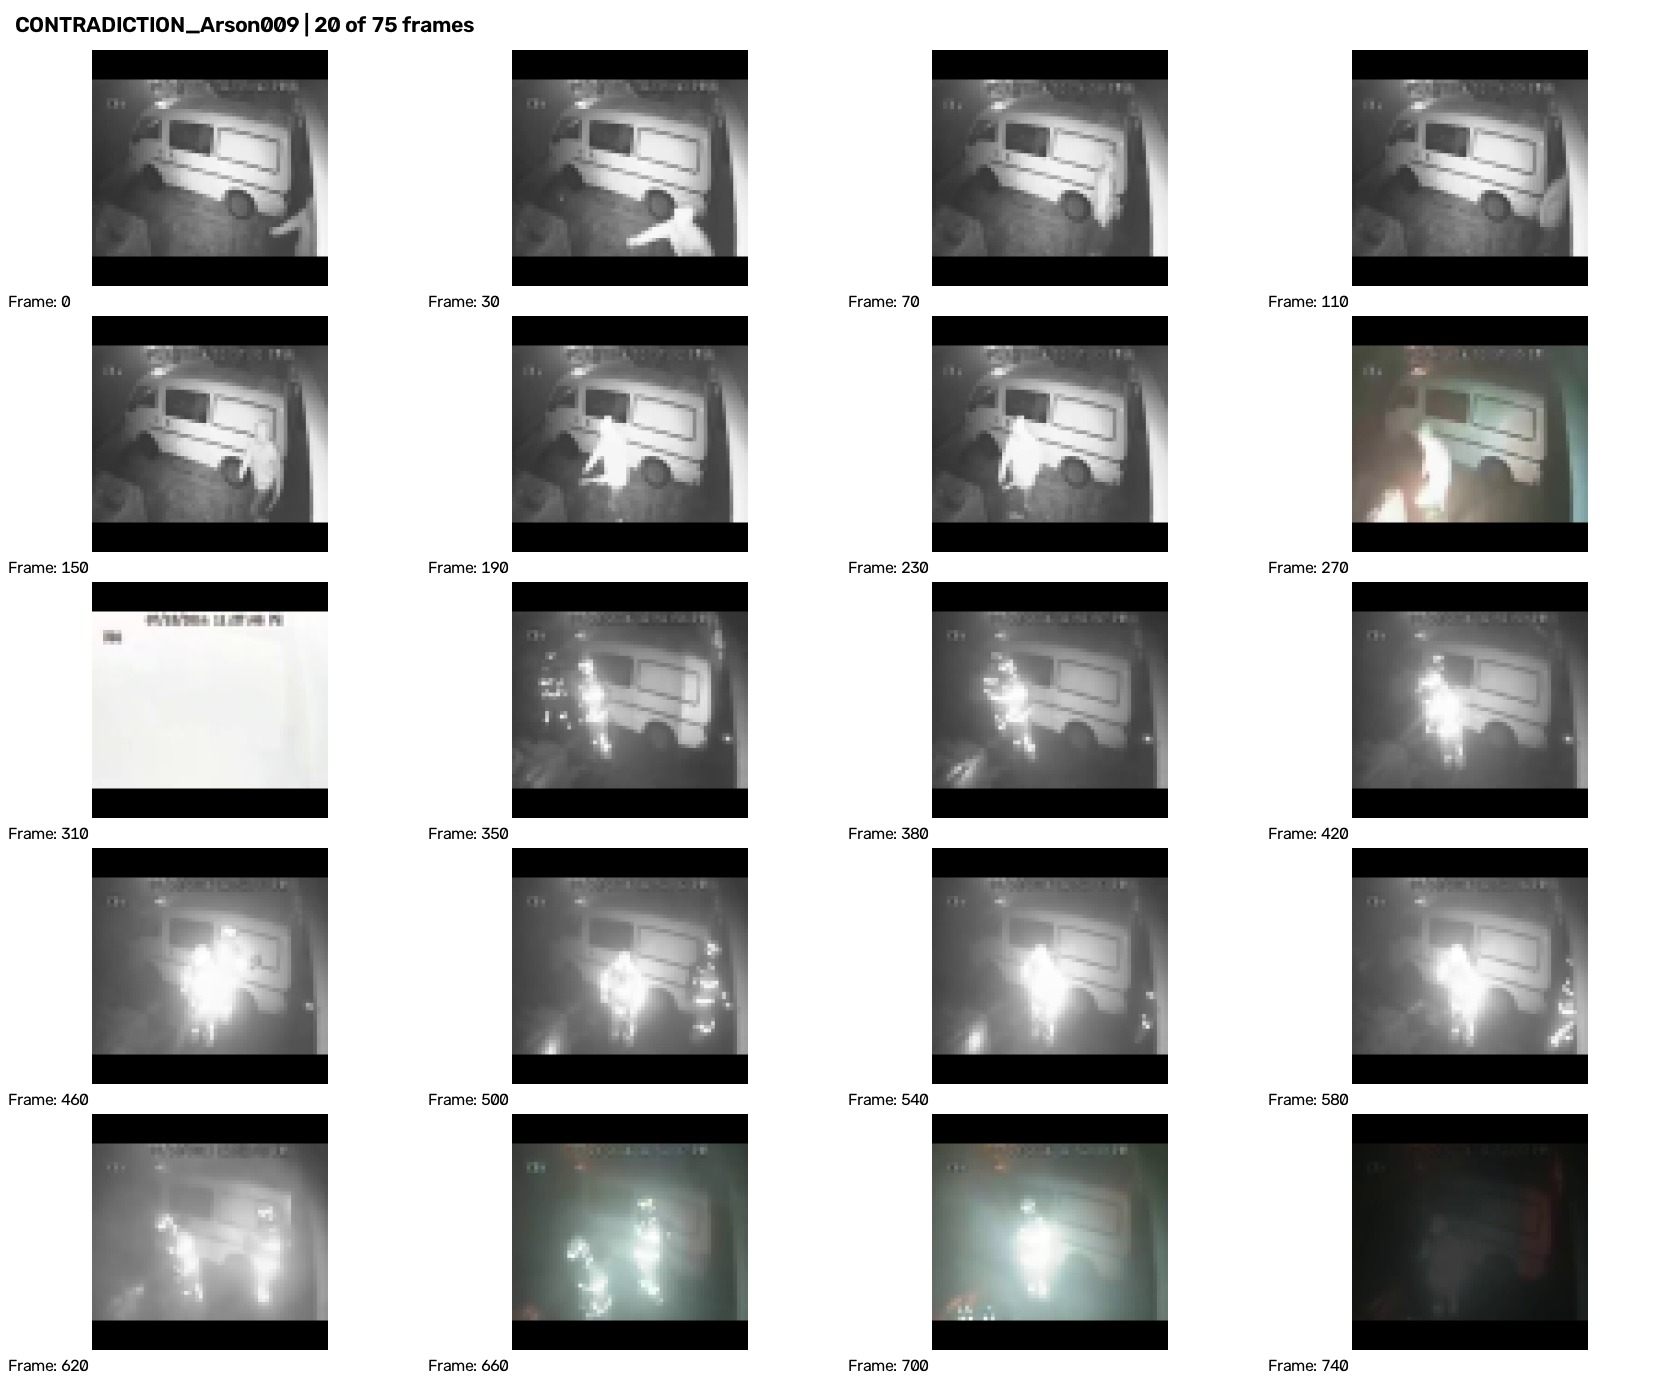 CONTRADICTION_Arson009 | 20 of 75 frames
Frame: 0
Frame: 30
Frame: 70
Frame: 110
Frame: 150
Frame: 190
Frame: 230
Frame: 270
Frame: 310
Frame: 350
Frame: 380
Frame: 420
Frame: 460
Frame: 500
Frame: 540
Frame: 580
Frame: 620
Frame: 660
Frame: 700
Frame: 740